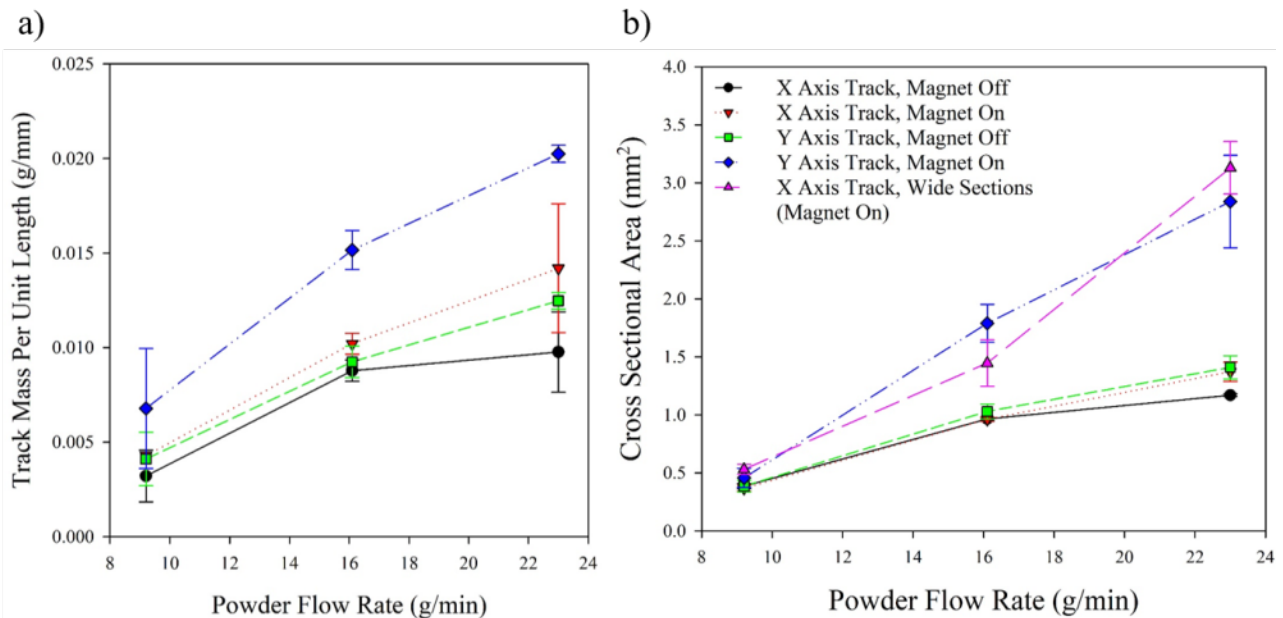 a)
Track Mass Per Unit Length (g/mm)
0.025
0.020
0.015
0.010
0.005
0.000
8 10 12 14 16 18 20 22 24
Powder Flow Rate (g/min)
b)
Cross Sectional Area (mm²)
4.0
3.5
3.0
2.5
2.0
1.5
1.0
0.5
0.0
X Axis Track, Magnet Off
X Axis Track, Magnet On
Y Axis Track, Magnet Off
Y Axis Track, Magnet On
X Axis Track, Wide Sections
(Magnet On)
8 10 12 14 16 18 20 22 24
Powder Flow Rate (g/min)